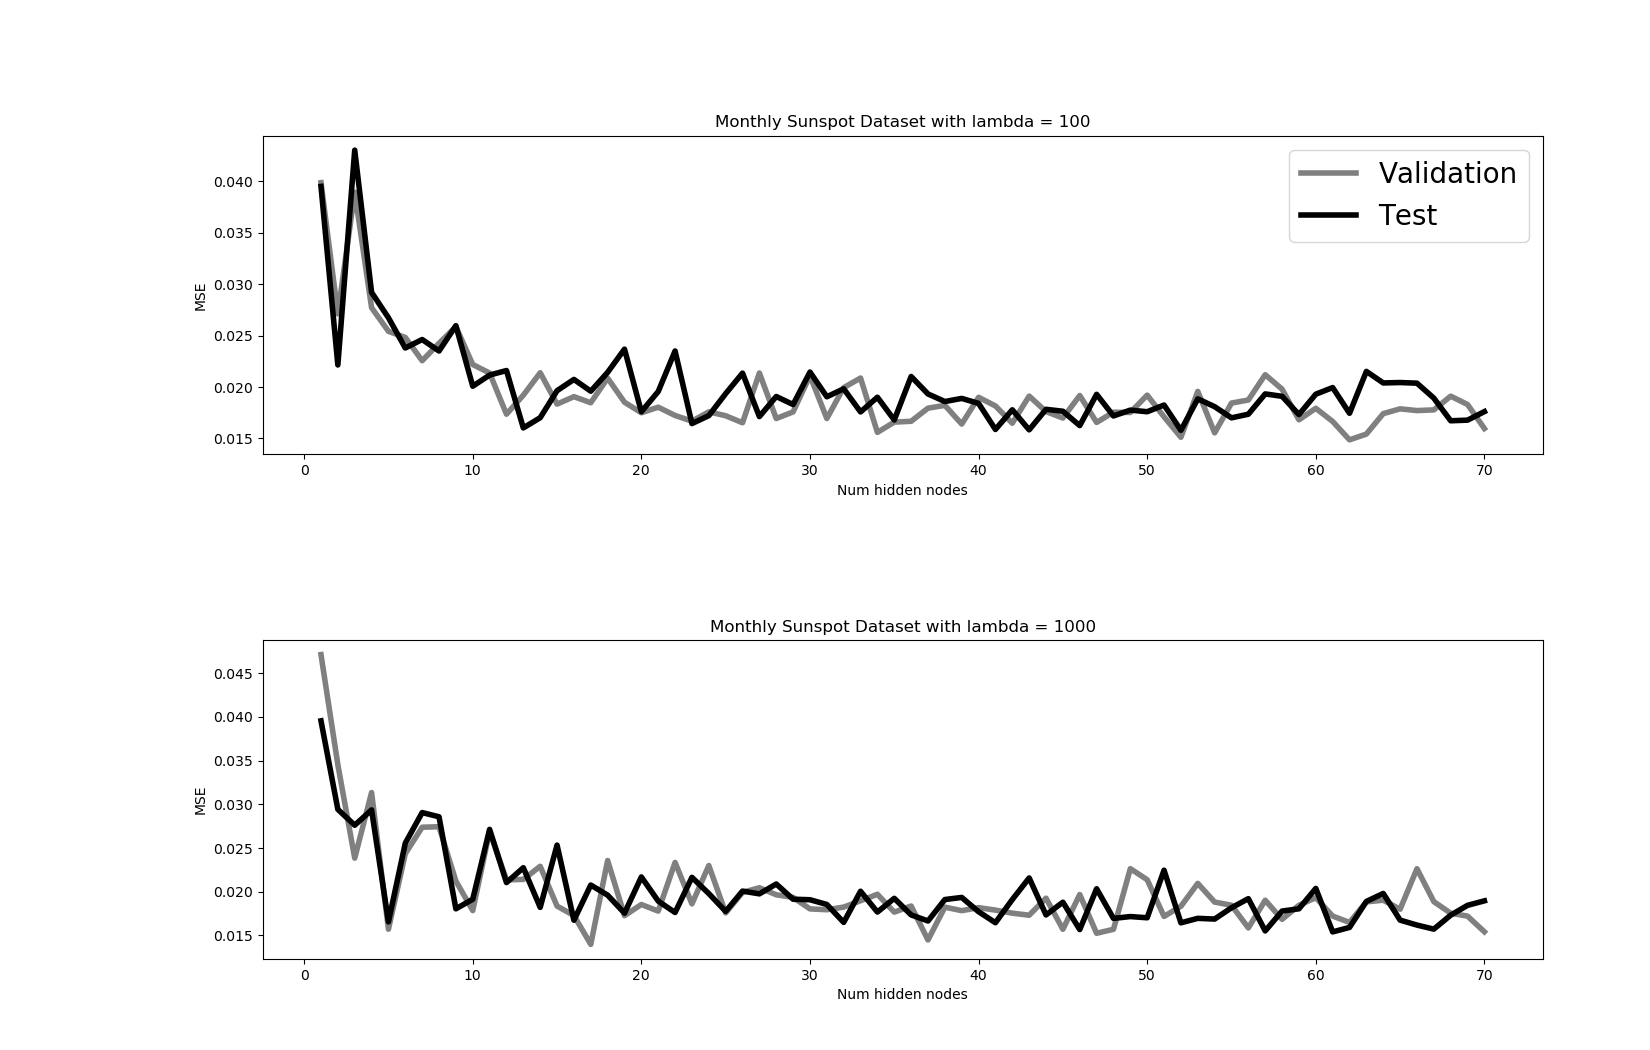 Monthly Sunspot Dataset with lambda = 100
Validation
Test
0.040
0.035
0.030
0.025
0.020
0.015
MSE
0 10 20 30 40 50 60 70
Num hidden nodes
Monthly Sunspot Dataset with lambda = 1000
0.045
0.040
0.035
0.030
0.025
0.020
0.015
MSE
0 10 20 30 40 50 60 70
Num hidden nodes